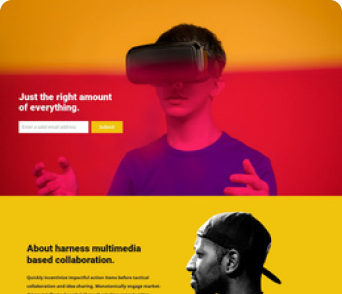 Just the right amount
of everything.
Enter a valid email address
Submit
About harness multimedia
based collaboration.
Quickly incentivize impactful action items before tactical
collaboration and idea sharing. Monotonically engage market-